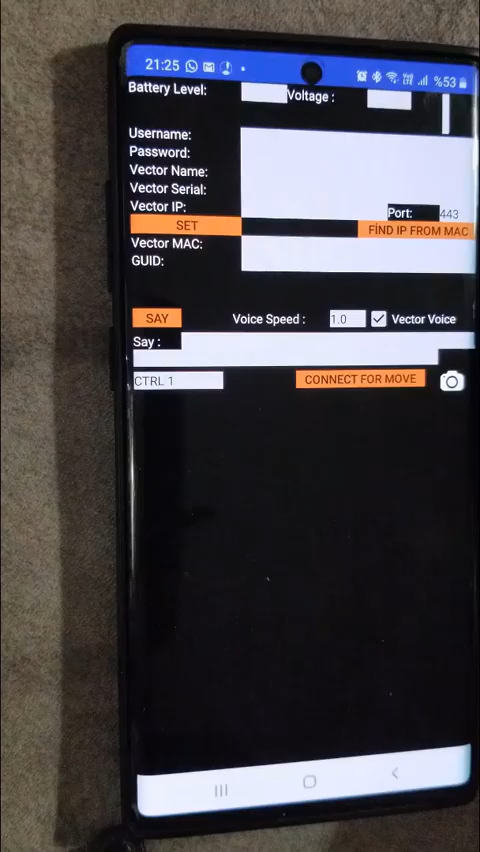 21:25 %53
Battery Level: Voltage :
Username:
Password:
Vector Name:
Vector Serial:
Vector IP: Port: 443
SET FİND IP FROM MAC
Vector MAC:
GUID:
SAY Voice Speed : 1.0 Vector Voice
Say :
CTRL 1 CONNECT FOR MOVE